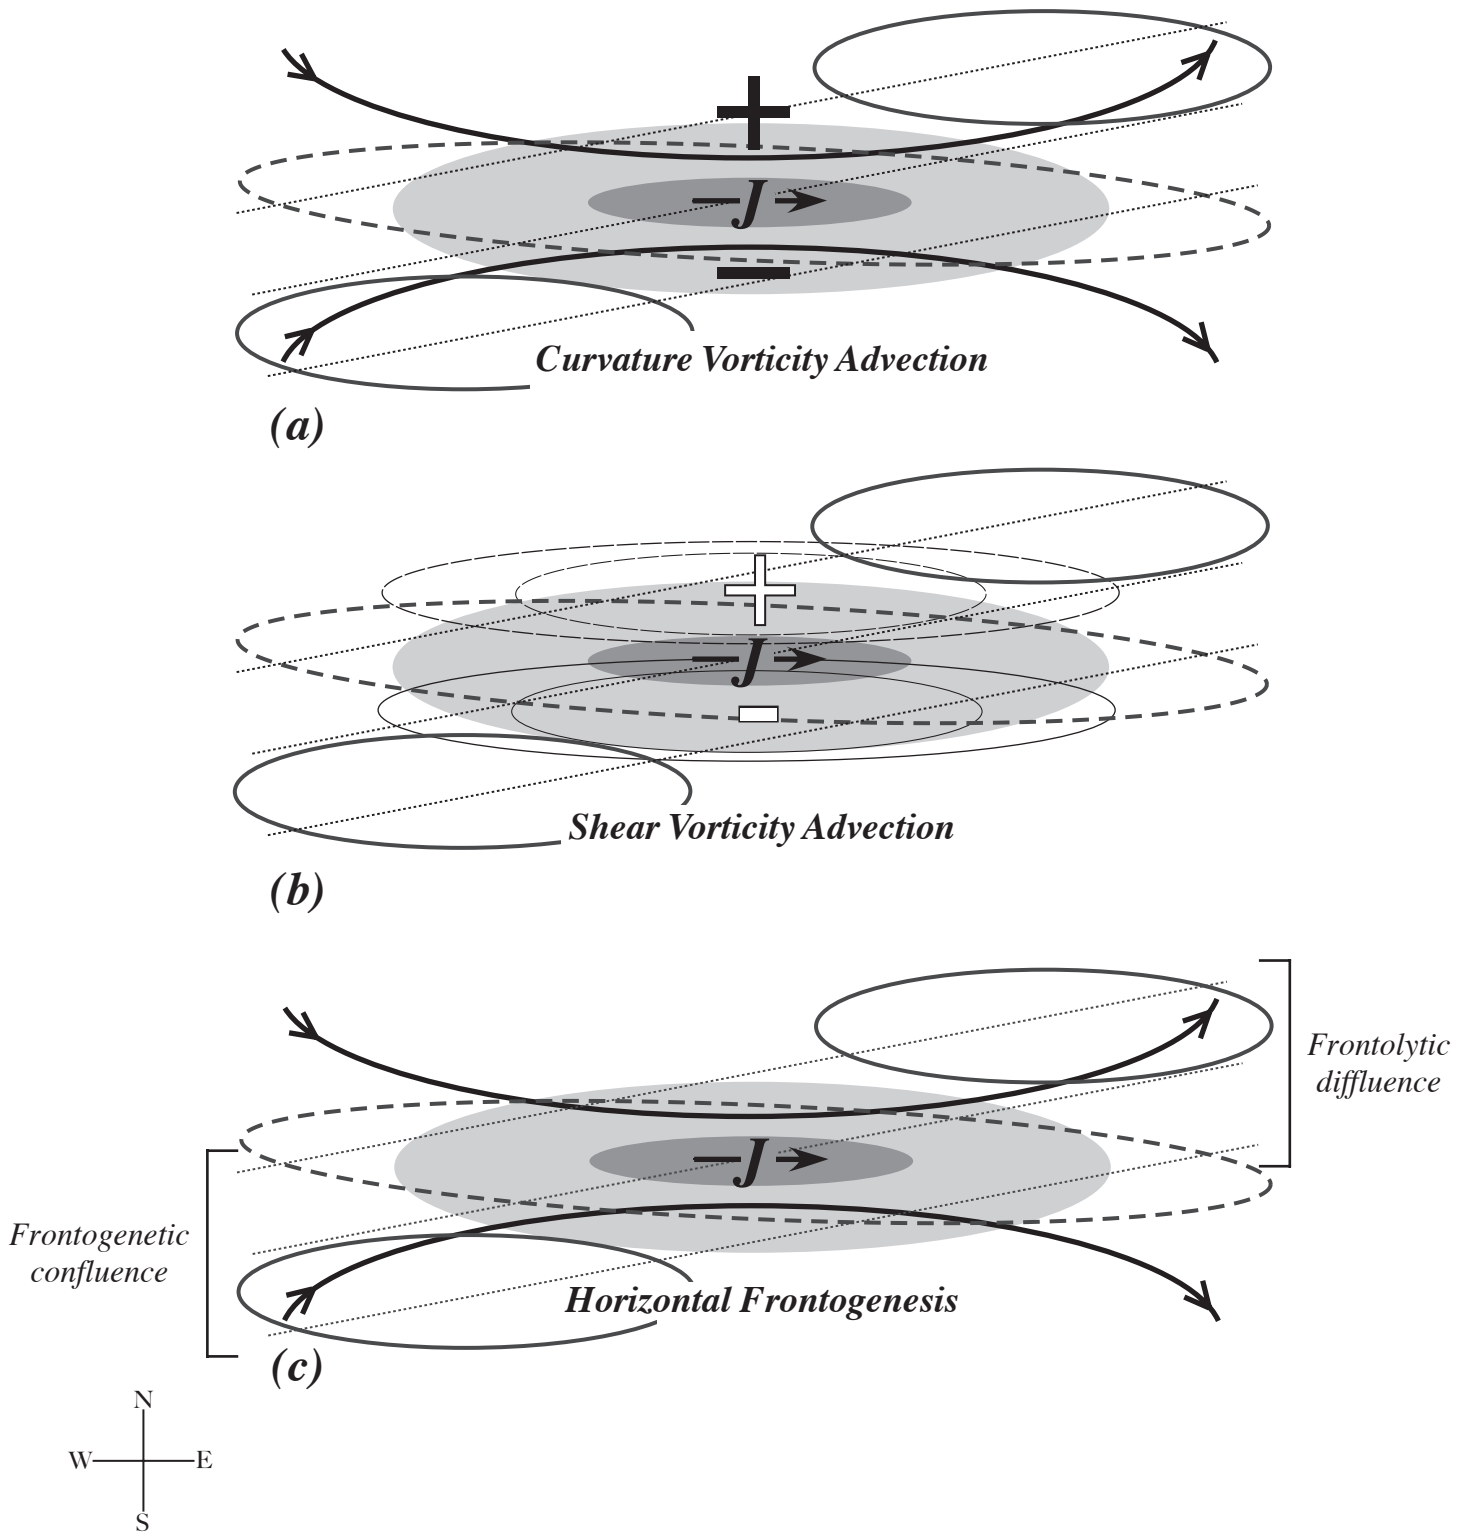 J
Curvature Vorticity Advection
(a)
J
Shear Vorticity Advection
(b)
Frontolytic
diffluence
J
Frontogenetic
confluence
Horizontal Frontogenesis
(c)
N
W E
S